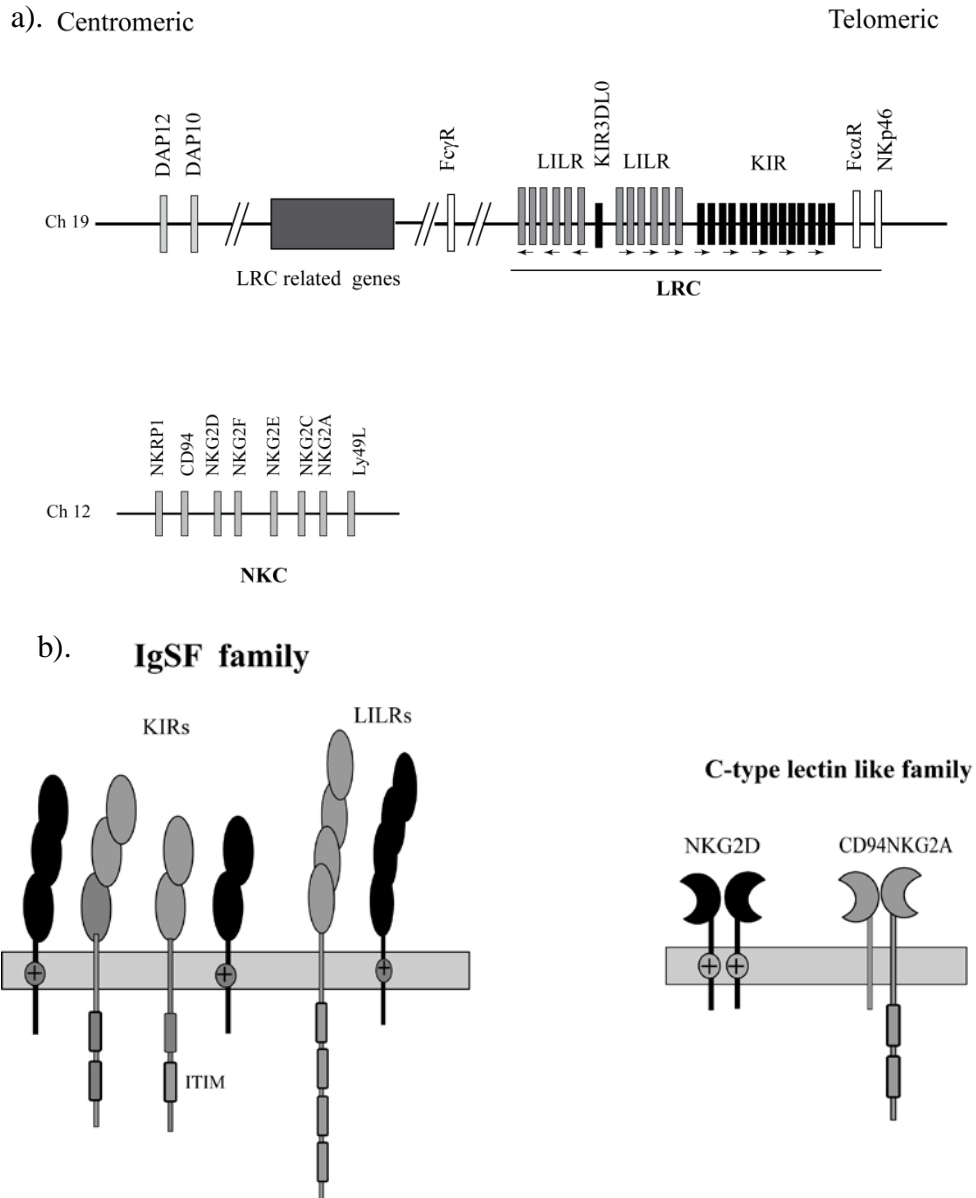 a). Centromeric
Telomeric
DAP12
DAP10
FcγR
LILR
KIR3DL0
LILR
KIR
FcαR
NKp46
Ch 19
LRC related genes
LRC
NKRP1
CD94
NKG2D
NKG2F
NKG2E
NKG2C
NKG2A
Ly49L
Ch 12
NKC
b). IgSF family
KIRs
LILRs
C-type lectin like family
NKG2D
CD94NKG2A
+
+
+
+
+
ITIM